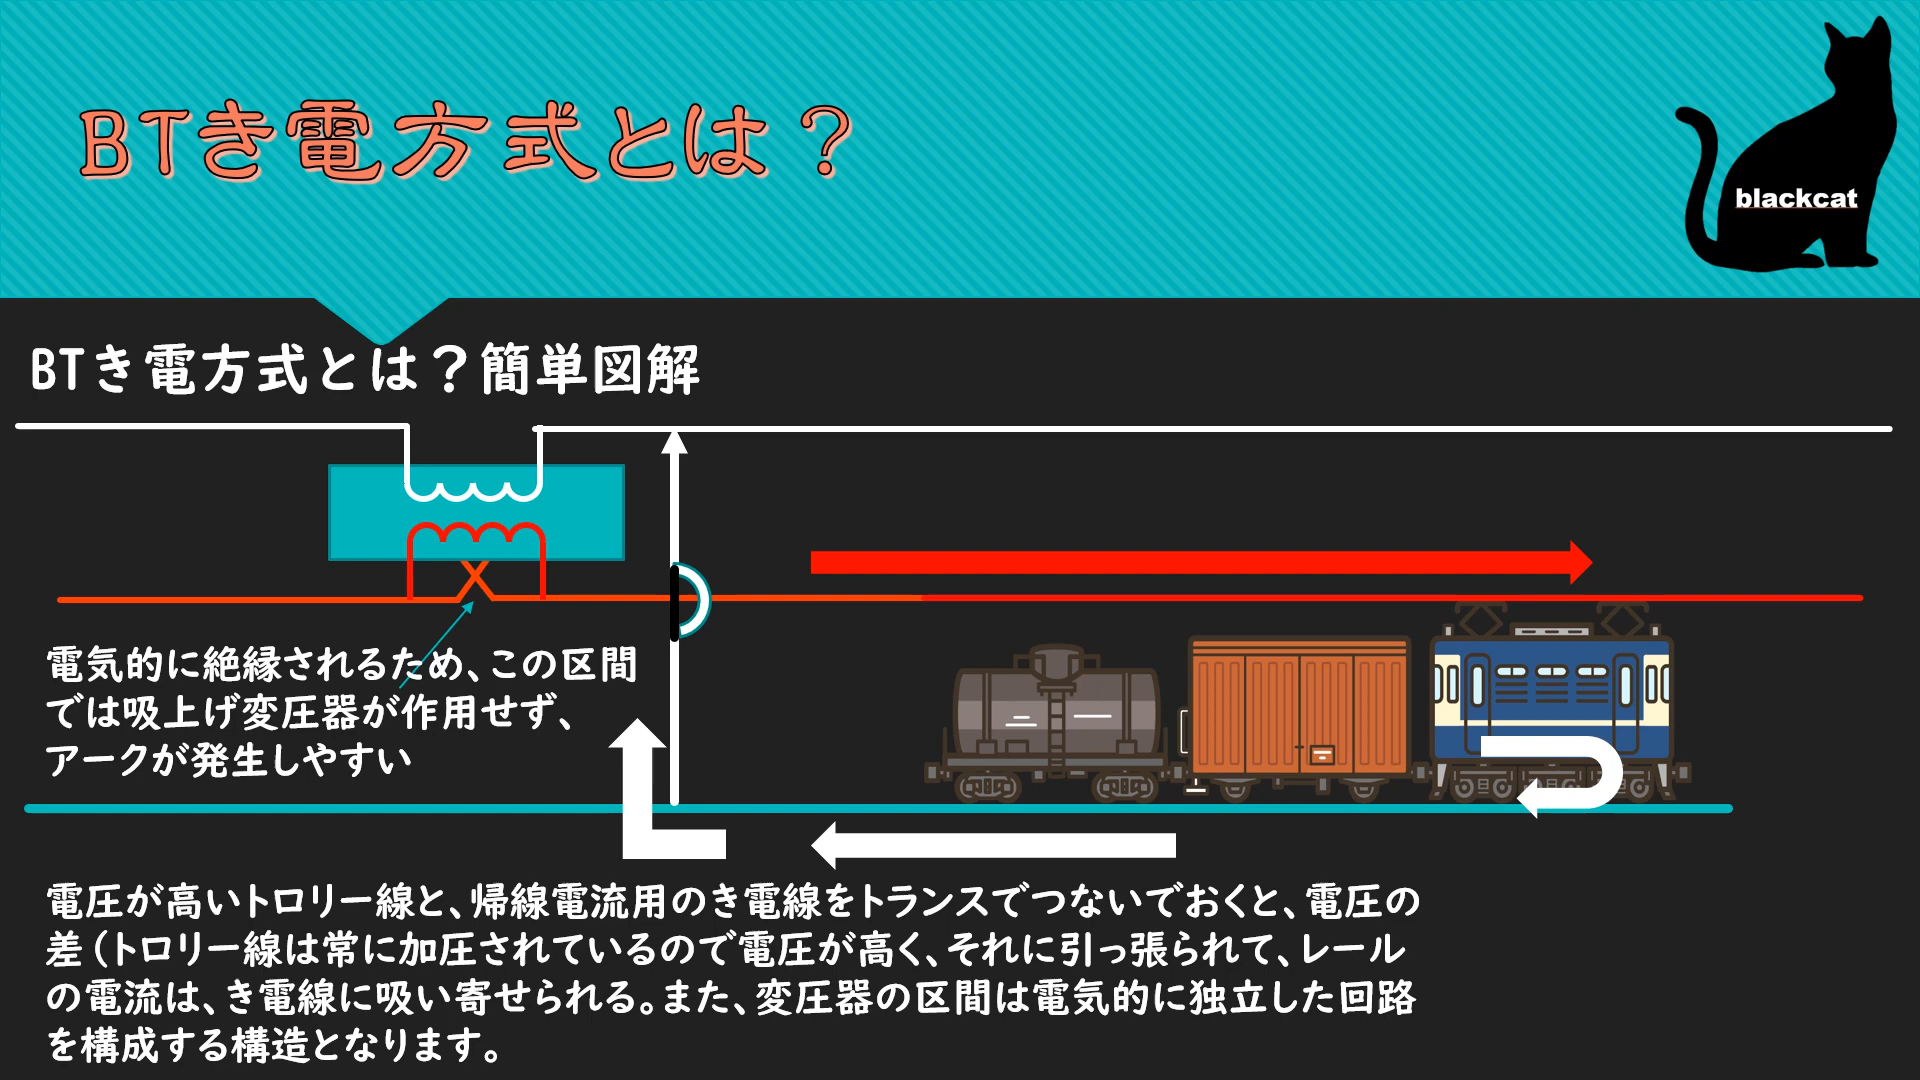 BTき電方式とは？
blackcat
BTき電方式とは？簡単図解
電気的に絶縁されるため、この区間
では吸上げ変圧器が作用せず、
アークが発生しやすい
電圧が高いトロリー線と、帰線電流用のき電線をトランスでつないでおくと、電圧の
差（トロリー線は常に加圧されているので電圧が高く、それに引っ張られて、レール
の電流は、き電線に吸い寄せられる。また、変圧器の区間は電気的に独立した回路
を構成する構造となります。